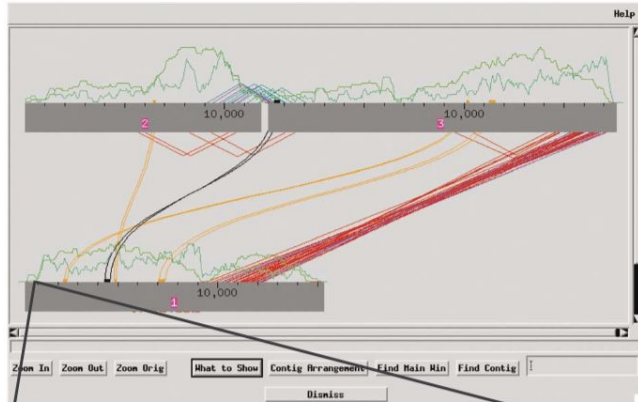 Help
10,000
10,000
2
3
10,000
1
Zoom In Zoom Out Zoom Orig What to Show Contig Arrangement Find Main Win Find Contig
Dismiss